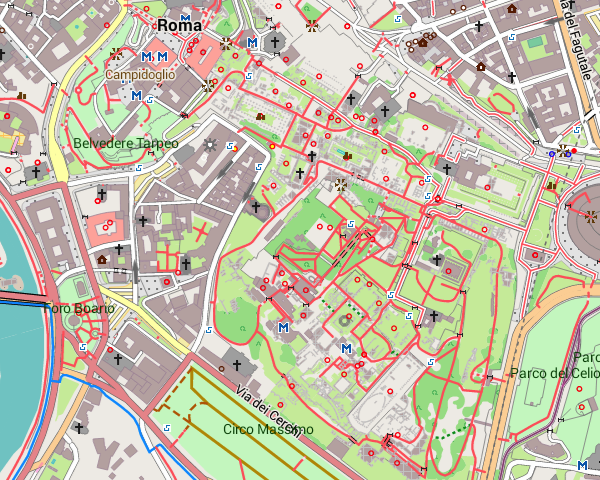 Roma
Via del Fagutale
Campidoglio
Belvedere Tarpeo
Foro Boario
Parc
Parco del Celio
Via dei Cerchi
Circo Massimo